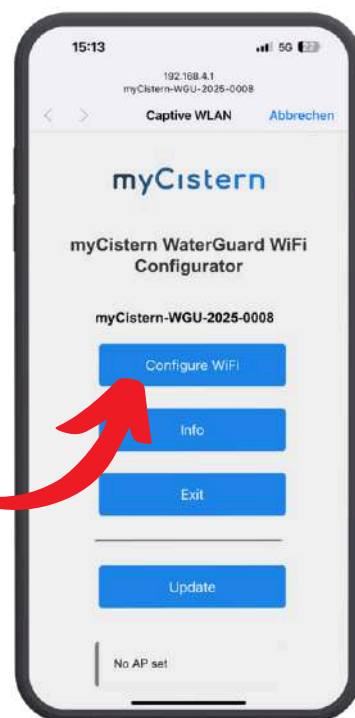 15:13
5G 22
192.168.4.1
myCistern-WGU-2025-0008
Captive WLAN Abbrechen
myCistern
myCistern WaterGuard WiFi
Configurator
myCistern-WGU-2025-0008
Configure WiFi
Info
Exit
Update
No AP set